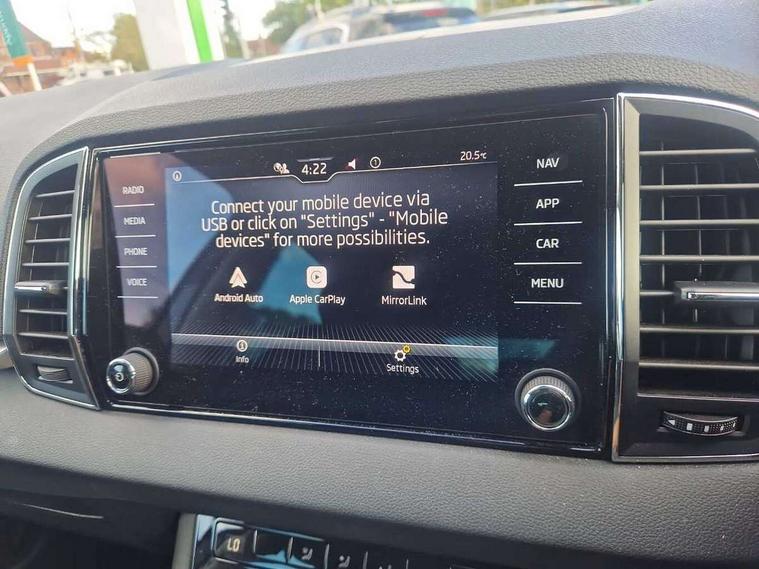 4:22
1
20.5°C
RADIO
MEDIA
PHONE
VOICE
Connect your mobile device via
USB or click on "Settings" - "Mobile
devices" for more possibilities.
Android Auto
Apple CarPlay
MirrorLink
Info
Settings
NAV
APP
CAR
MENU
LO